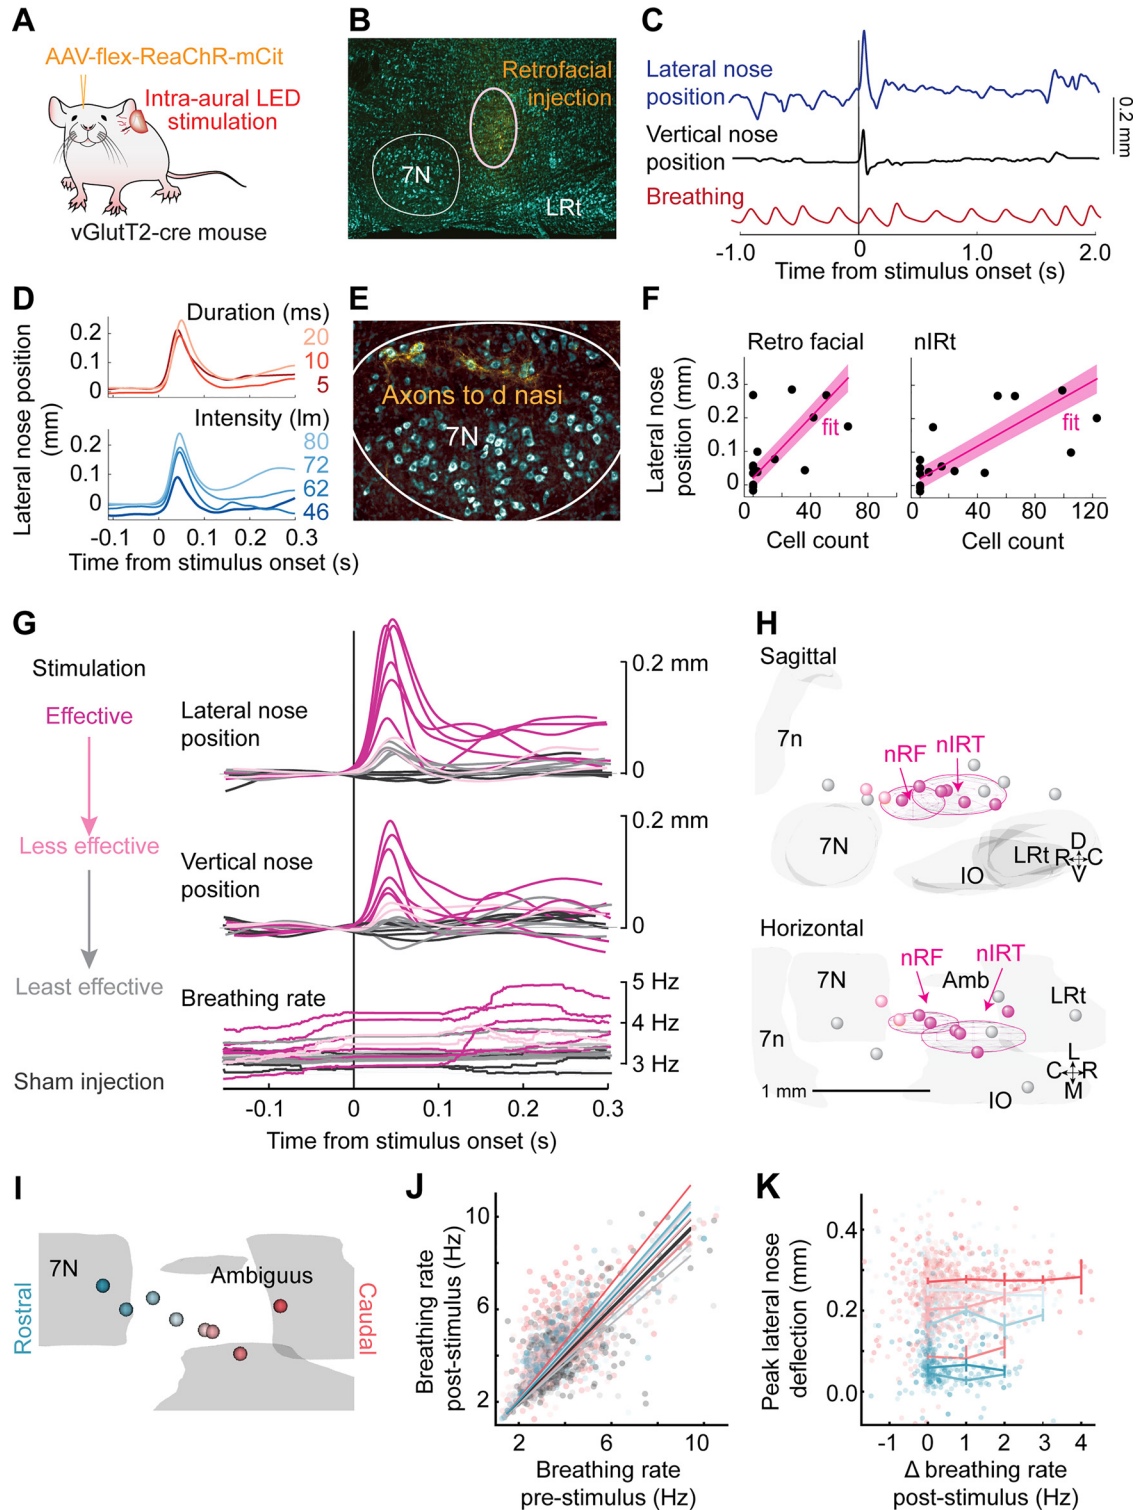 A
AAV-flex-ReaChR-mCit
Intra-aural LED
stimulation
vGlutT2-cre mouse
B
Retrofacial
injection
7N
LRt
C
Lateral nose
position
Vertical nose
position
Breathing
0.2 mm
-1.0
0
1.0
2.0
Time from stimulus onset (s)
D
Lateral nose position
(mm)
Duration (ms)
0.2
0.1
0
20
10
5
Intensity (lm)
0.2
0.1
0
80
72
62
46
-0.1
0
0.1
0.2
0.3
Time from stimulus onset (s)
E
Axons to d nasi
7N
F
Retro facial
nIRt
Lateral nose
position (mm)
0.3
0.2
0.1
0
fit
fit
0
40
80
0
40
80
120
Cell count
Cell count
G
Stimulation
Effective
Less effective
Least effective
Sham injection
Lateral nose
position
0.2 mm
0
Vertical nose
position
0.2 mm
0
Breathing rate
5 Hz
4 Hz
3 Hz
-0.1
0
0.1
0.2
0.3
Time from stimulus onset (s)
H
Sagittal
7n
nRF
nIRT
7N
LRt
IO
D
R
C
V
Horizontal
7N
nRF
Amb
nIRT
LRt
7n
L
C
R
M
1 mm
IO
I
7N
Ambiguus
Rostral
Caudal
J
Breathing rate
post-stimulus (Hz)
10
6
2
2
6
10
Breathing rate
pre-stimulus (Hz)
K
Peak lateral nose
deflection (mm)
0.4
0.2
0.0
-1
0
1
2
3
4
Δ breathing rate
post-stimulus (Hz)